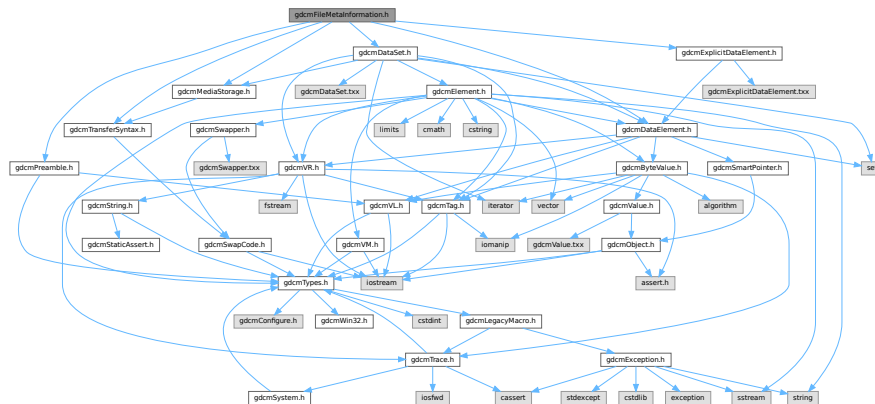 gdcmFileMetaInformation.h
gdcmDataSet.h
gdcmExplicitDataElement.h
gdcmMediaStorage.h
gdcmDataSet.txx
gdcmElement.h
gdcmExplicitDataElement.txx
gdcmTransferSyntax.h
gdcmSwapper.h
limits
cmath
cstring
gdcmDataElement.h
gdcmPreamble.h
gdcmSwapper.txx
gdcmVR.h
gdcmByteValue.h
gdcmSmartPointer.h
gdcmString.h
fstream
gdcmVL.h
gdcmTag.h
iterator
vector
gdcmValue.h
algorithm
gdcmStaticAssert.h
gdcmSwapCode.h
gdcmVM.h
iomanip
gdcmValue.txx
gdcmObject.h
gdcmTypes.h
iostream
assert.h
gdcmConfigure.h
gdcmWin32.h
cstdint
gdcmLegacyMacro.h
gdcmTrace.h
gdcmException.h
gdcmSystem.h
iosfwd
cassert
stdexcept
cstdlib
exception
sstream
string